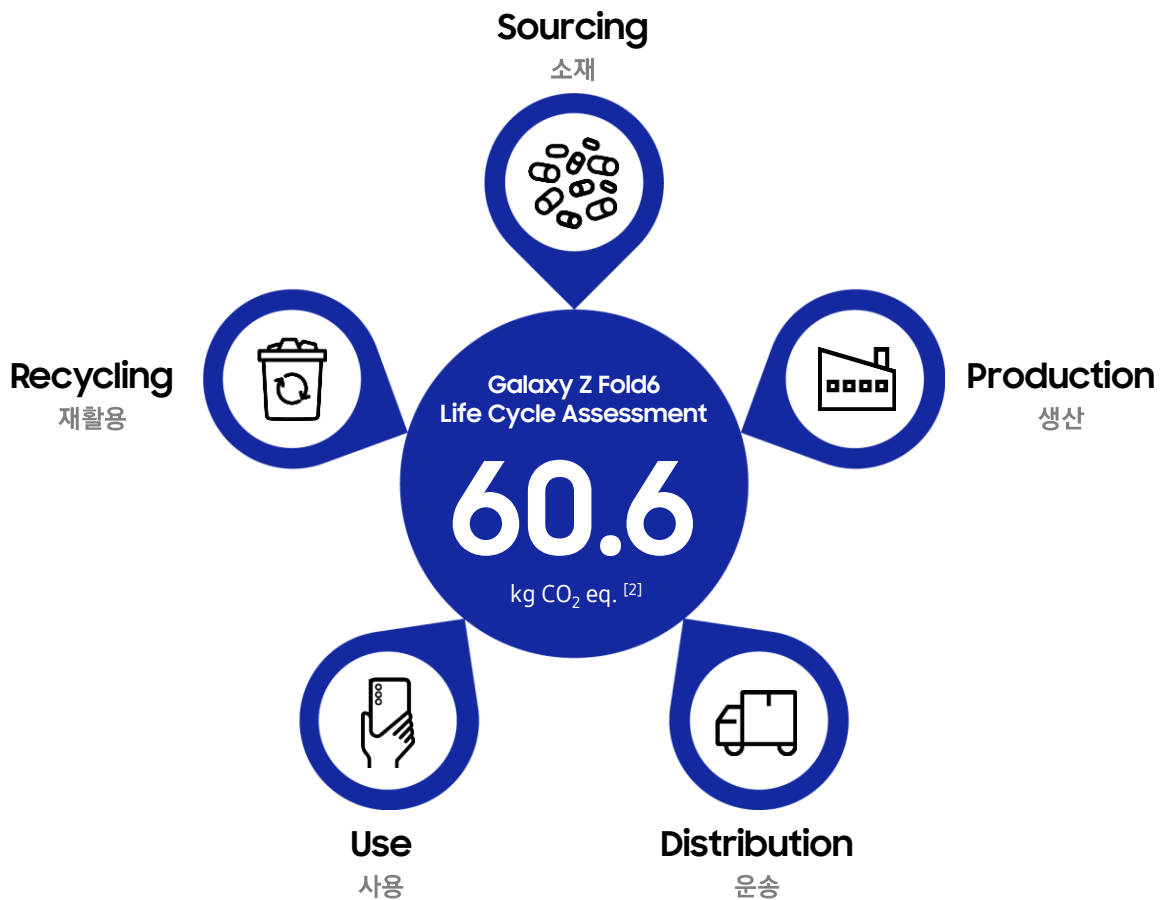 Sourcing
소재
Recycling
재활용
Production
생산
Galaxy Z Fold6
Life Cycle Assessment
60.6
kg CO₂ eq. [2]
Use
사용
Distribution
운송